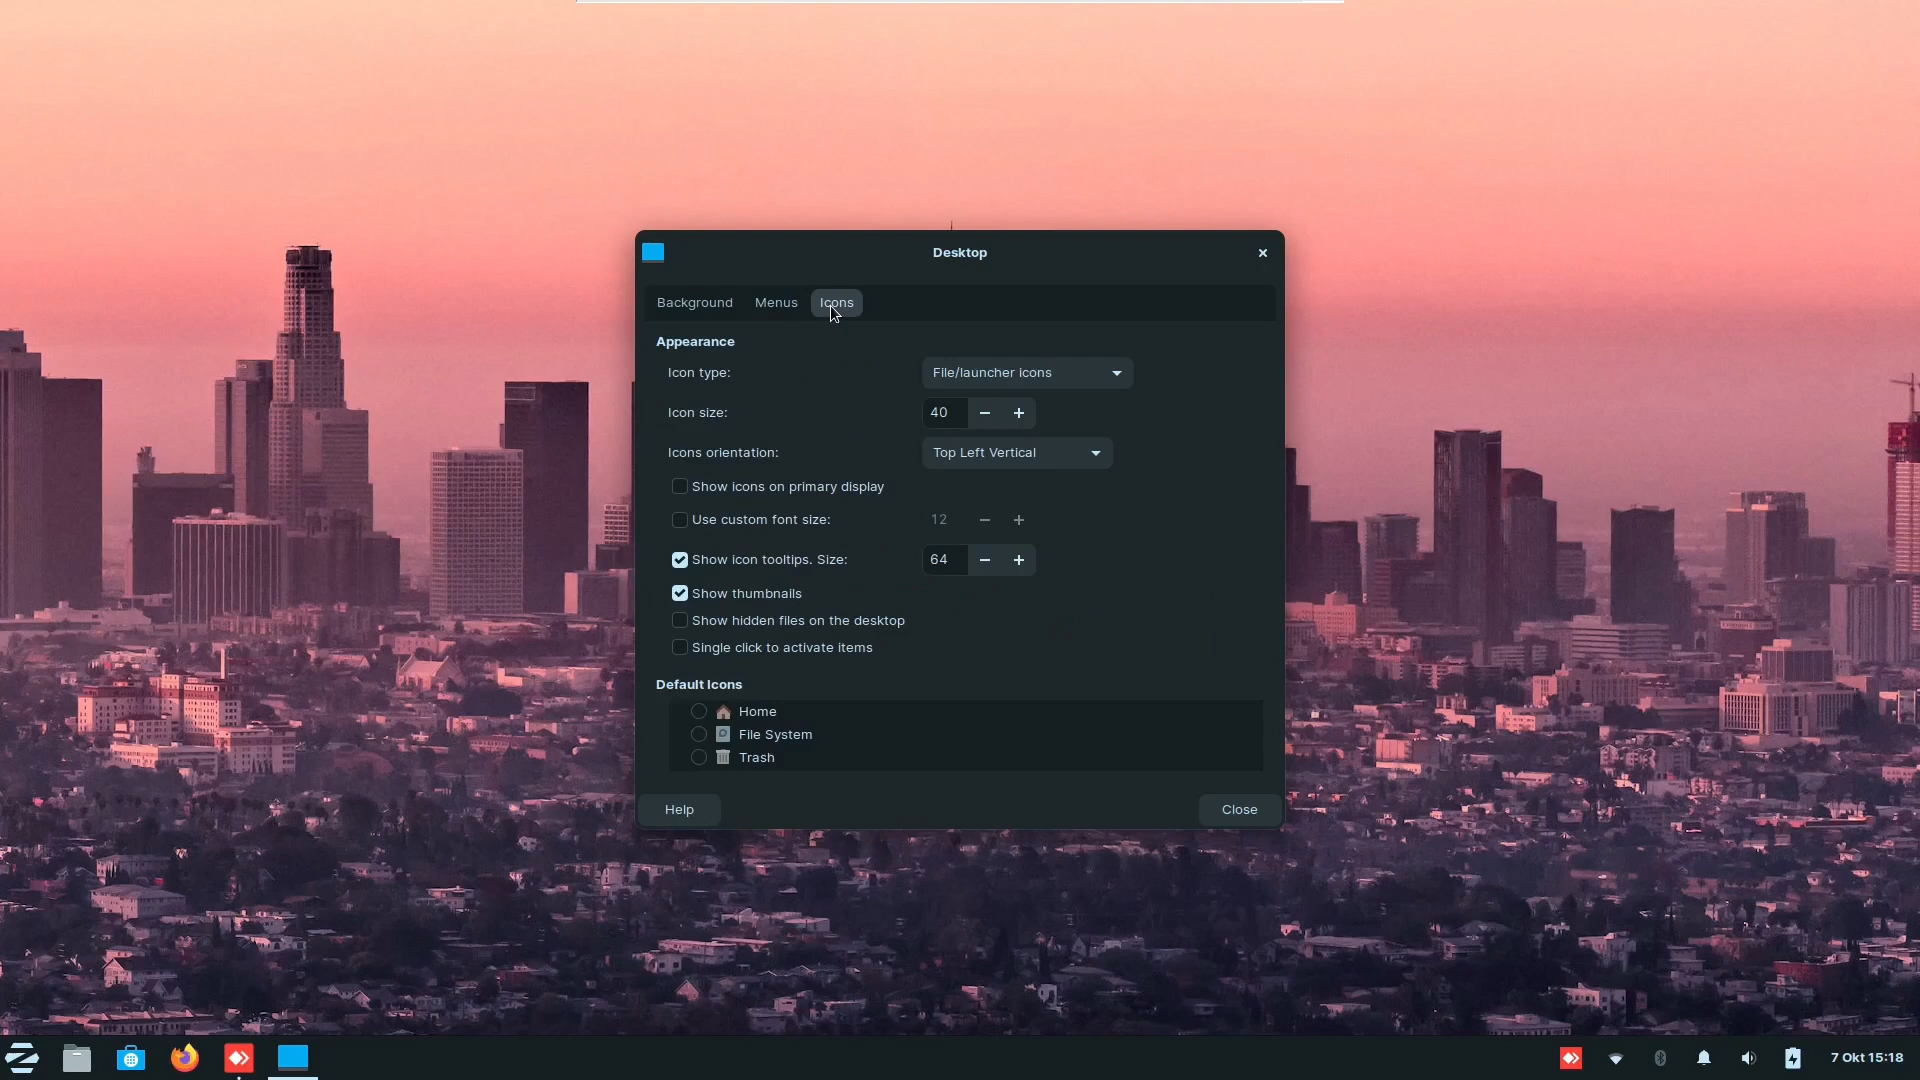 Desktop
Background Menus Icons
Appearance
Icon type: File/launcher icons
Icon size: 40
Icons orientation: Top Left Vertical
Show icons on primary display
Use custom font size: 12
Show icon tooltips. Size: 64
Show thumbnails
Show hidden files on the desktop
Single click to activate items
Default Icons
Home
File System
Trash
Help Close
7 Okt 15:18